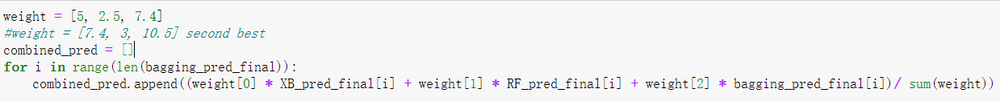 weight = [5, 2.5, 7.4]
#weight = [7.4, 3, 10.5] second best
combined_pred = []
for i in range(len(bagging_pred_final)):
    combined_pred.append((weight[0] * XB_pred_final[i] + weight[1] * RF_pred_final[i] + weight[2] * bagging_pred_final[i])/ sum(weight))